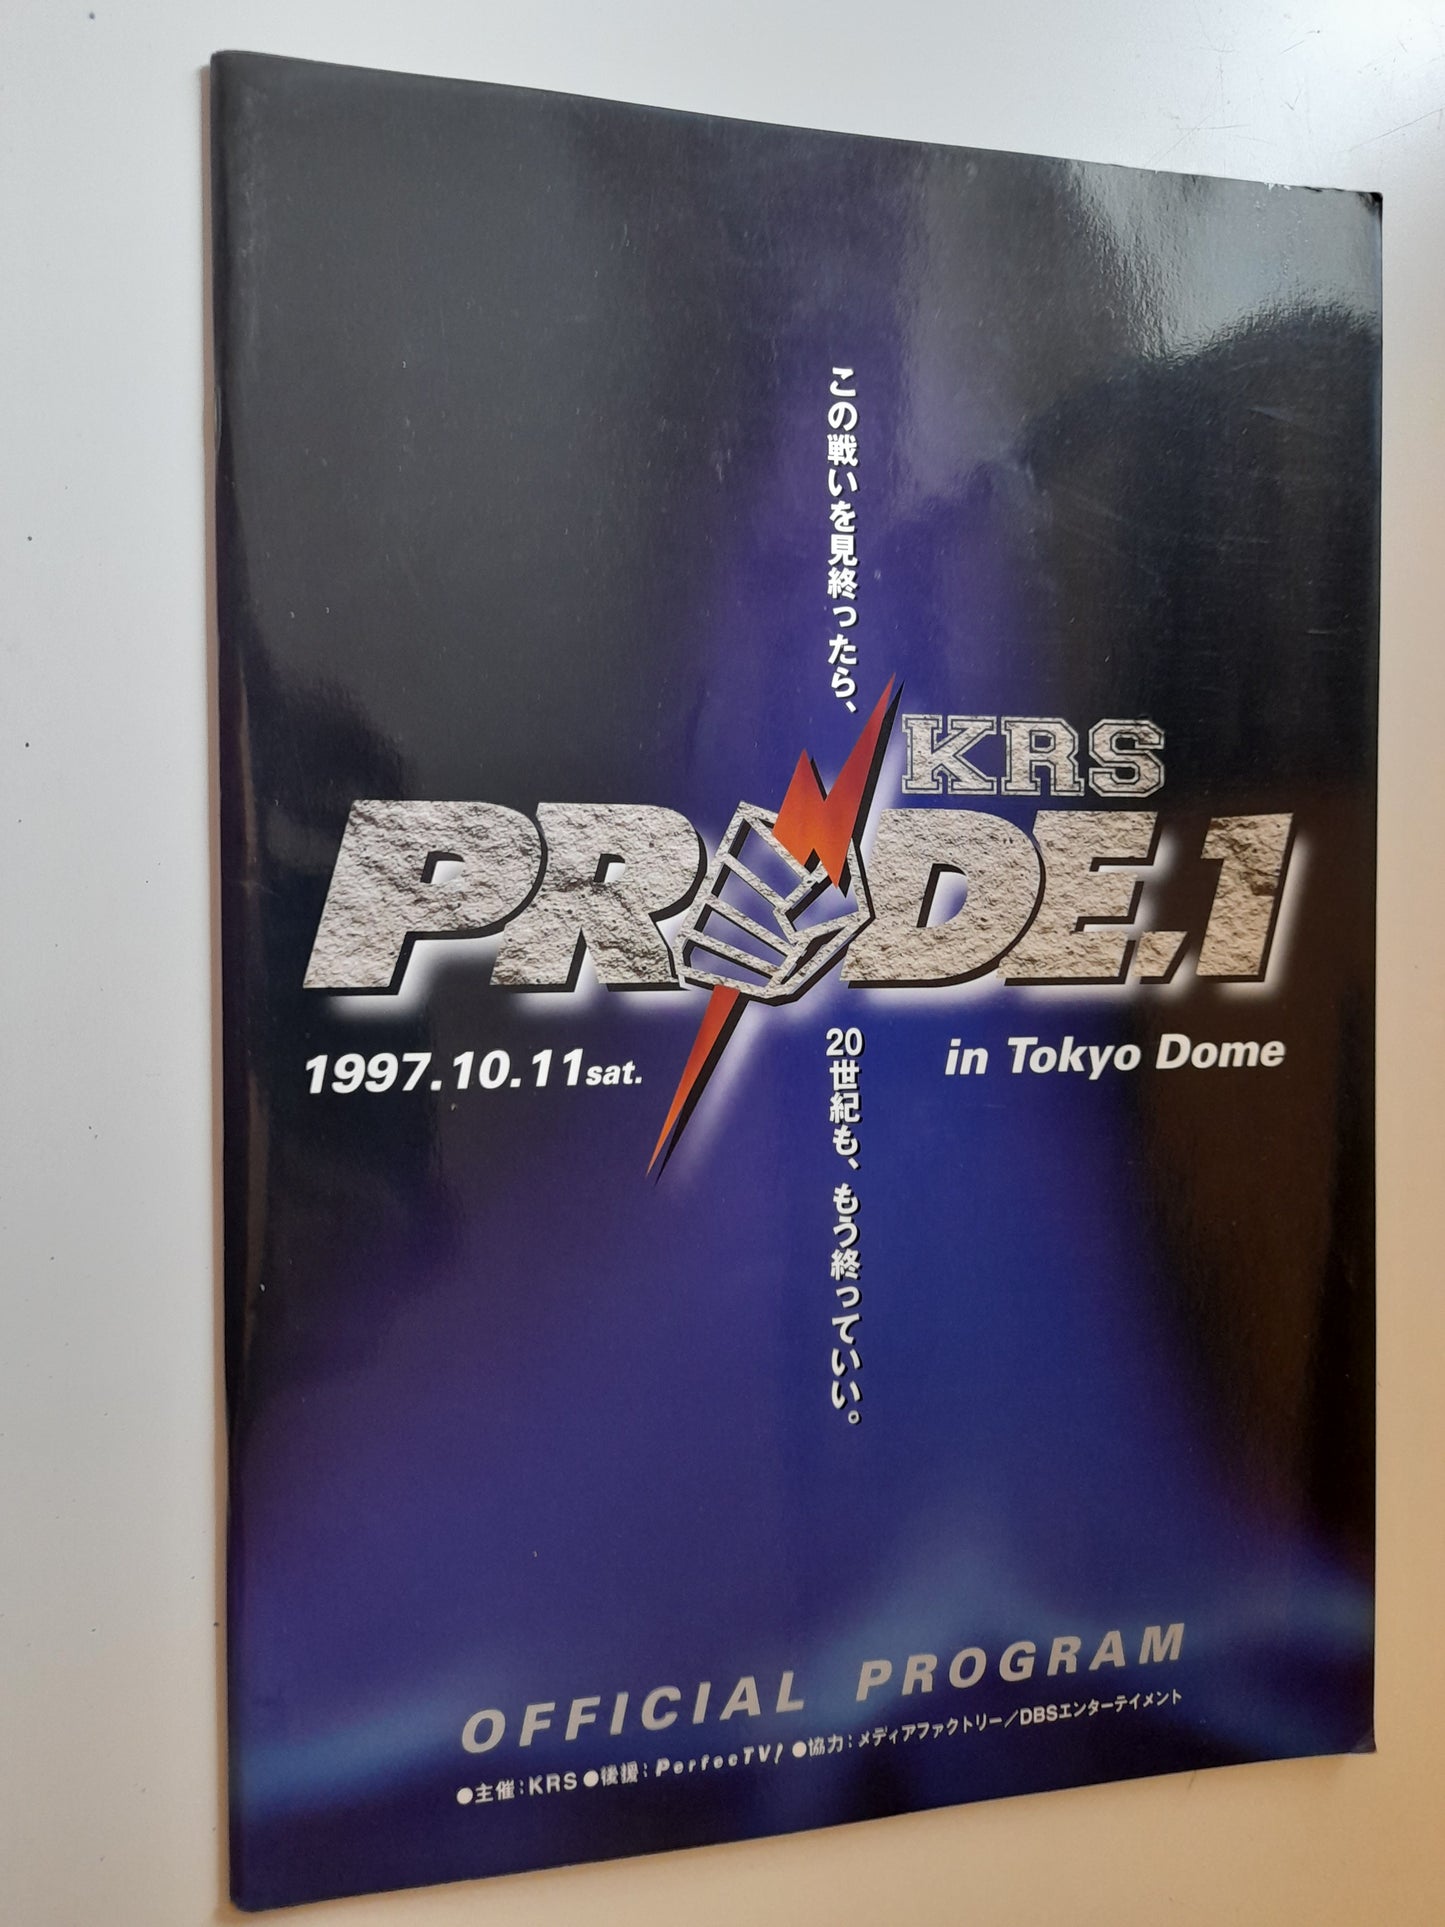 この戦いを見終ったら、
KRS
PRIDE.1
1997.10.11sat.
in Tokyo Dome
20世紀も、もう終っていい。
OFFICIAL PROGRAM
●主催:KRS ●後援:PerfecTV! ●協力:メディアファクトリー/DBSエンターテイメント